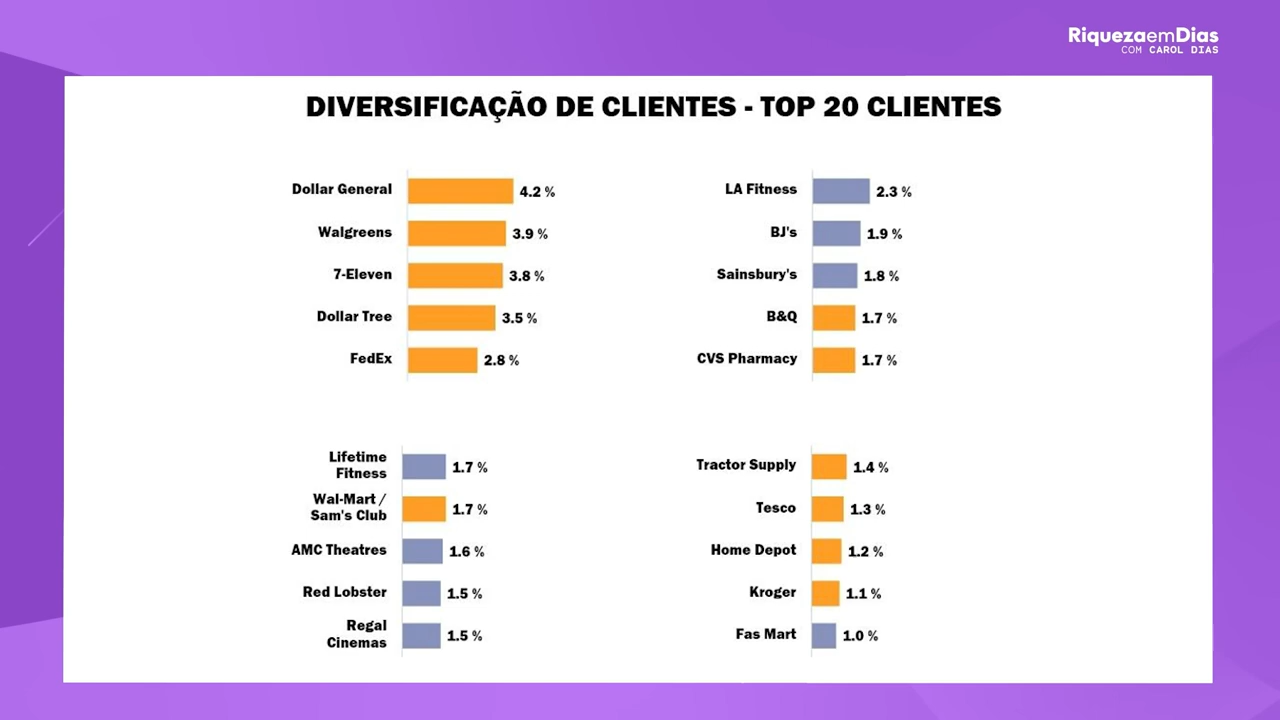 RiquezaemDias
COM CAROL DIAS
DIVERSIFICAÇÃO DE CLIENTES - TOP 20 CLIENTES
Dollar General 4.2 %
Walgreens 3.9 %
7-Eleven 3.8 %
Dollar Tree 3.5 %
FedEx 2.8 %
LA Fitness 2.3 %
BJ's 1.9 %
Sainsbury's 1.8 %
B&Q 1.7 %
CVS Pharmacy 1.7 %
Lifetime
Fitness 1.7 %
Wal-Mart /
Sam's Club 1.7 %
AMC Theatres 1.6 %
Red Lobster 1.5 %
Regal
Cinemas 1.5 %
Tractor Supply 1.4 %
Tesco 1.3 %
Home Depot 1.2 %
Kroger 1.1 %
Fas Mart 1.0 %